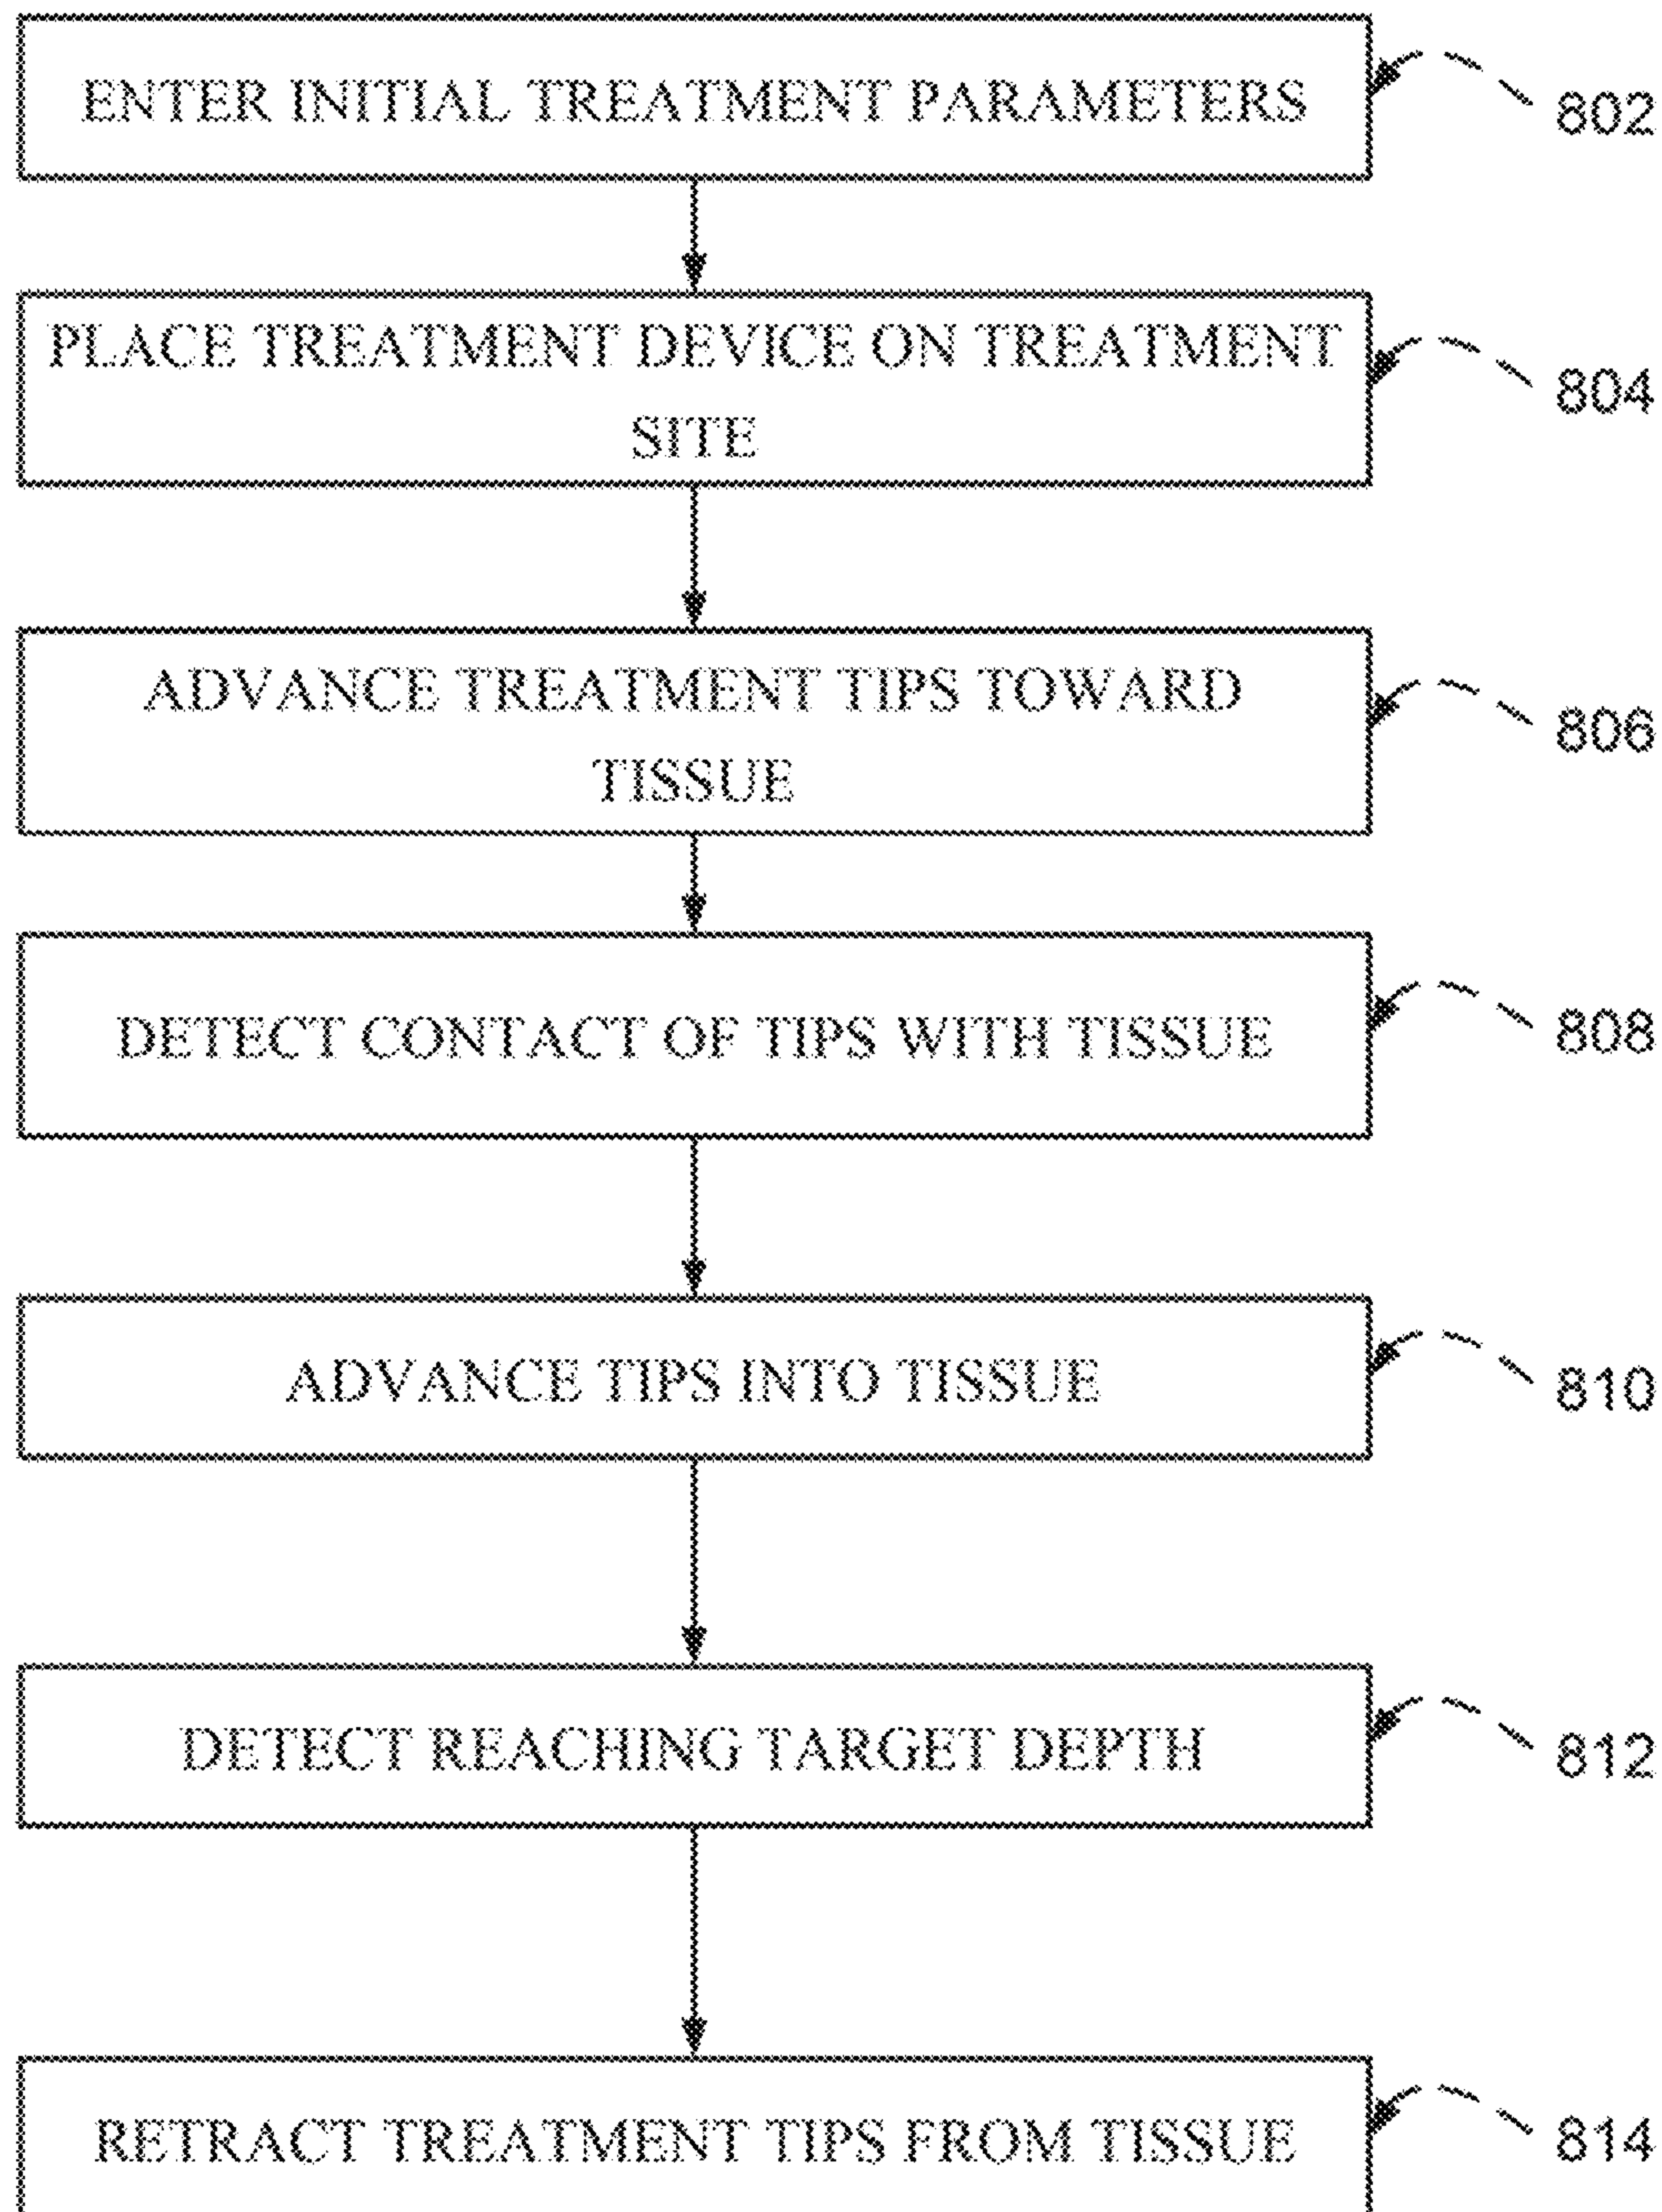 ENTER INITIAL TREATMENT PARAMETERS
802
PLACE TREATMENT DEVICE ON TREATMENT
SITE
804
ADVANCE TREATMENT TIPS TOWARD
TISSUE
806
DETECT CONTACT OF TIPS WITH TISSUE
808
ADVANCE TIPS INTO TISSUE
810
DETECT REACHING TARGET DEPTH
812
RETRACT TREATMENT TIPS FROM TISSUE
814